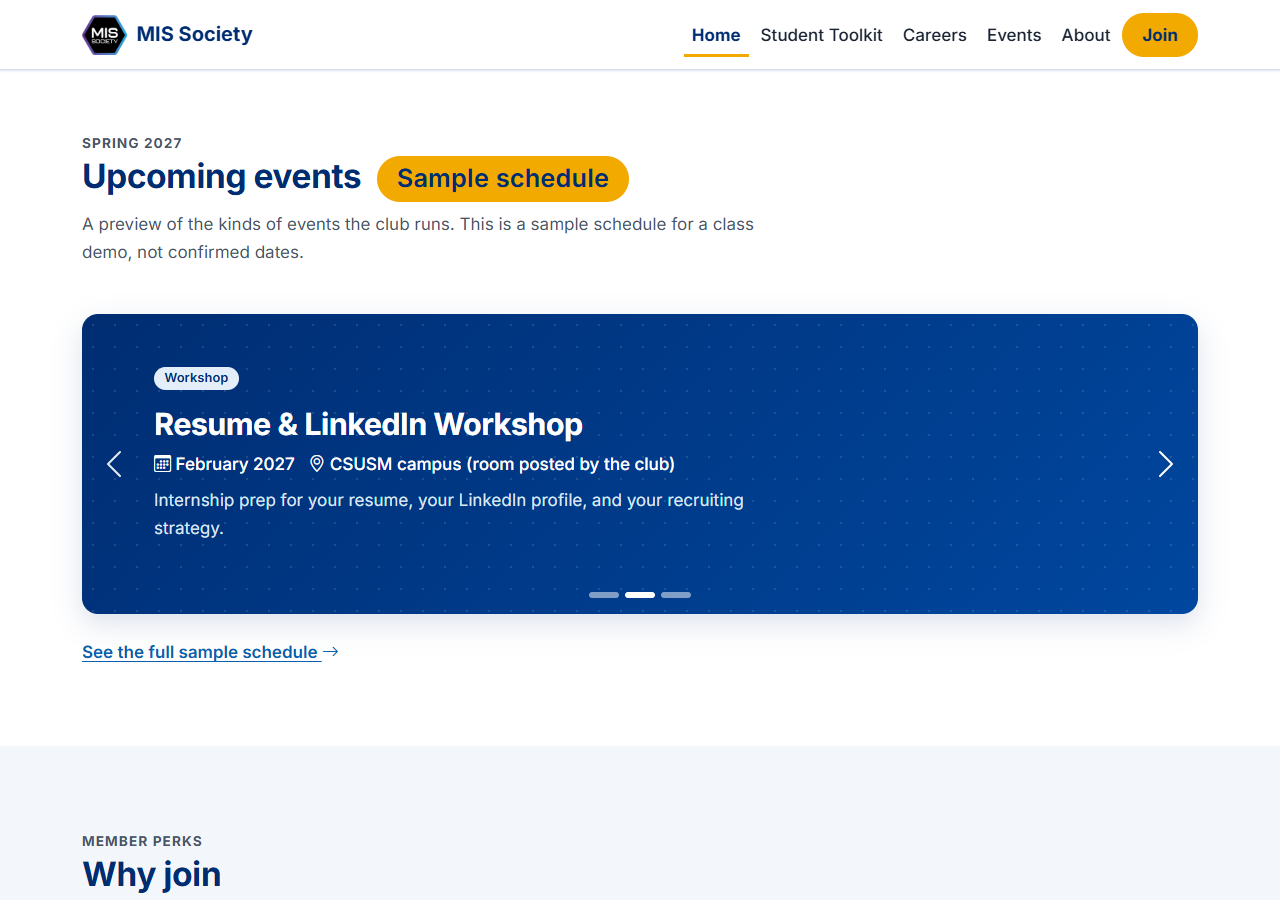 MIS SOCIETY
MIS Society
Home Student Toolkit Careers Events About Join
SPRING 2027
Upcoming events Sample schedule
A preview of the kinds of events the club runs. This is a sample schedule for a class
demo, not confirmed dates.
Workshop
Resume & LinkedIn Workshop
February 2027 CSUSM campus (room posted by the club)
Internship prep for your resume, your LinkedIn profile, and your recruiting
strategy.
See the full sample schedule →
MEMBER PERKS
Why join